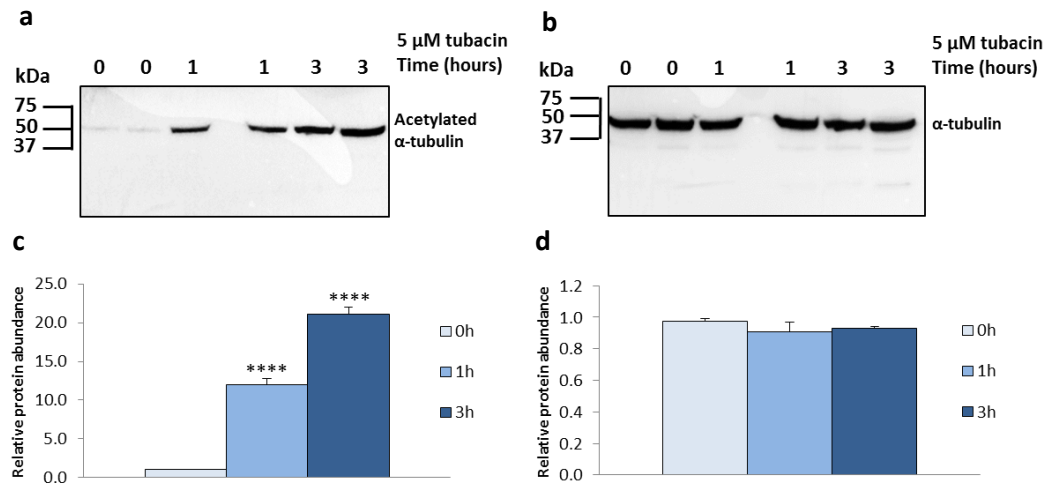 a
5 µM tubacin
kDa
0 0 1 1 3 3 Time (hours)
75
50
37
Acetylated
α-tubulin
b
5 µM tubacin
kDa
0 0 1 1 3 3 Time (hours)
75
50
37
α-tubulin
c
Relative protein abundance
25.0
20.0
15.0
10.0
5.0
0.0
****
****
0h
1h
3h
d
Relative protein abundance
1.2
1.0
0.8
0.6
0.4
0.2
0.0
0h
1h
3h